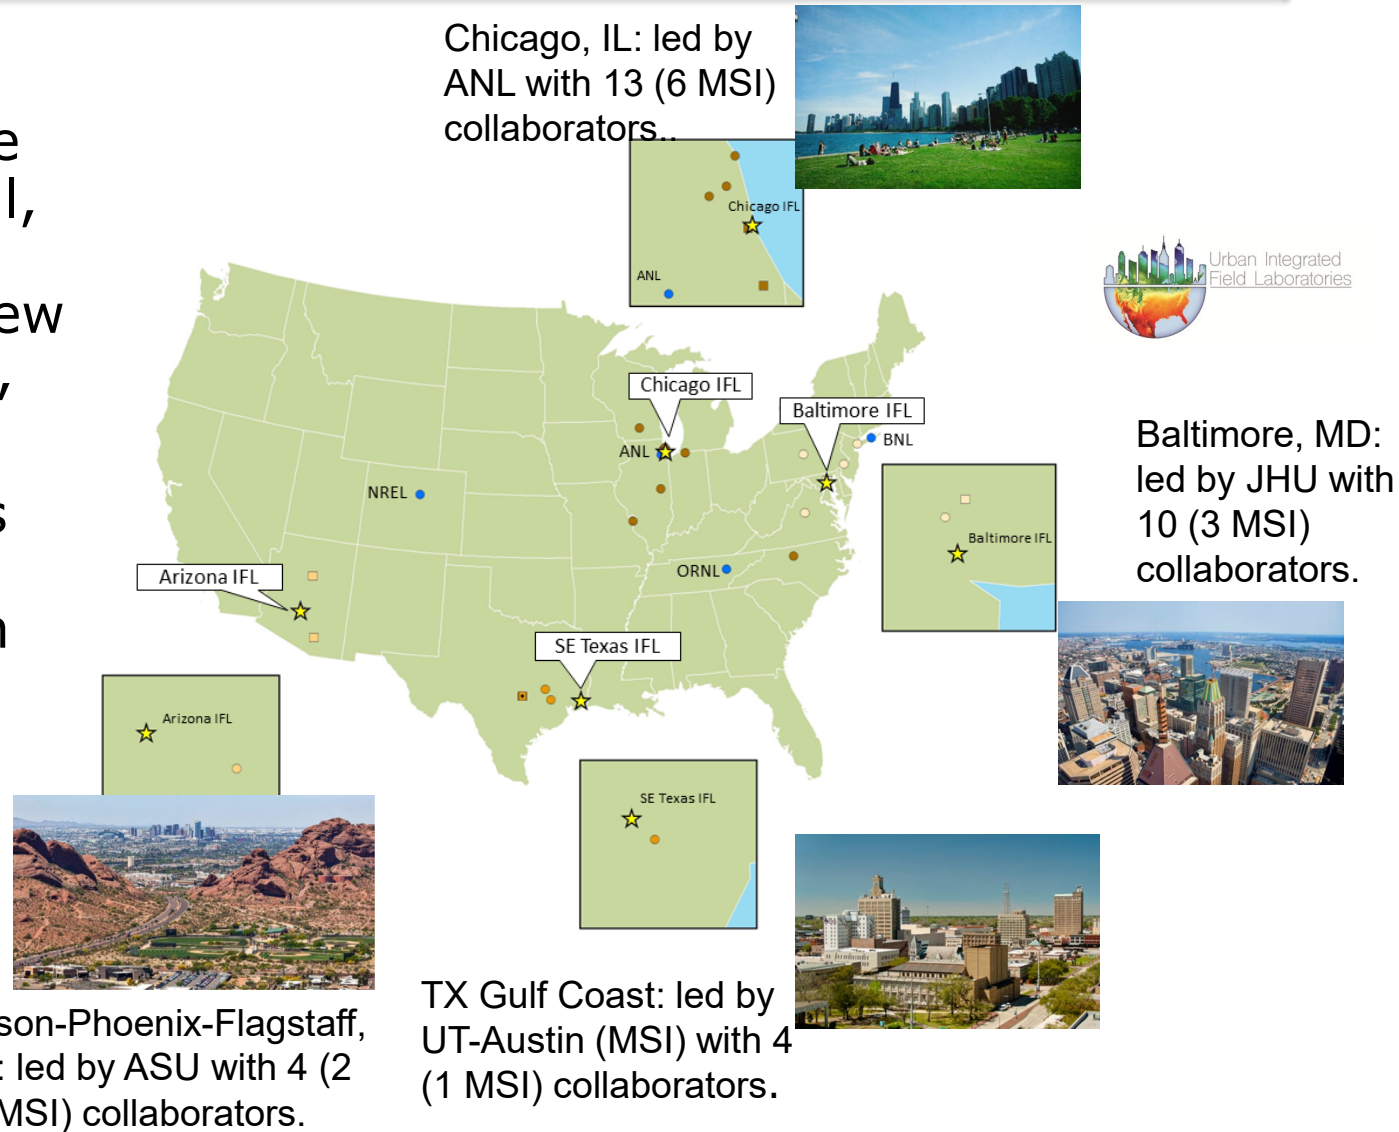 Chicago, IL: led by
ANL with 13 (6 MSI)
collaborators..
e
l,
ew
,
s
n
Chicago IFL
ANL
Urban Integrated
Field Laboratories
Chicago IFL
Baltimore IFL
ANL
BNL
NREL
ORNL
Arizona IFL
SE Texas IFL
Baltimore IFL
Baltimore, MD:
led by JHU with
10 (3 MSI)
collaborators.
Arizona IFL
SE Texas IFL
son-Phoenix-Flagstaff,
: led by ASU with 4 (2
MSI) collaborators.
TX Gulf Coast: led by
UT-Austin (MSI) with 4
(1 MSI) collaborators.